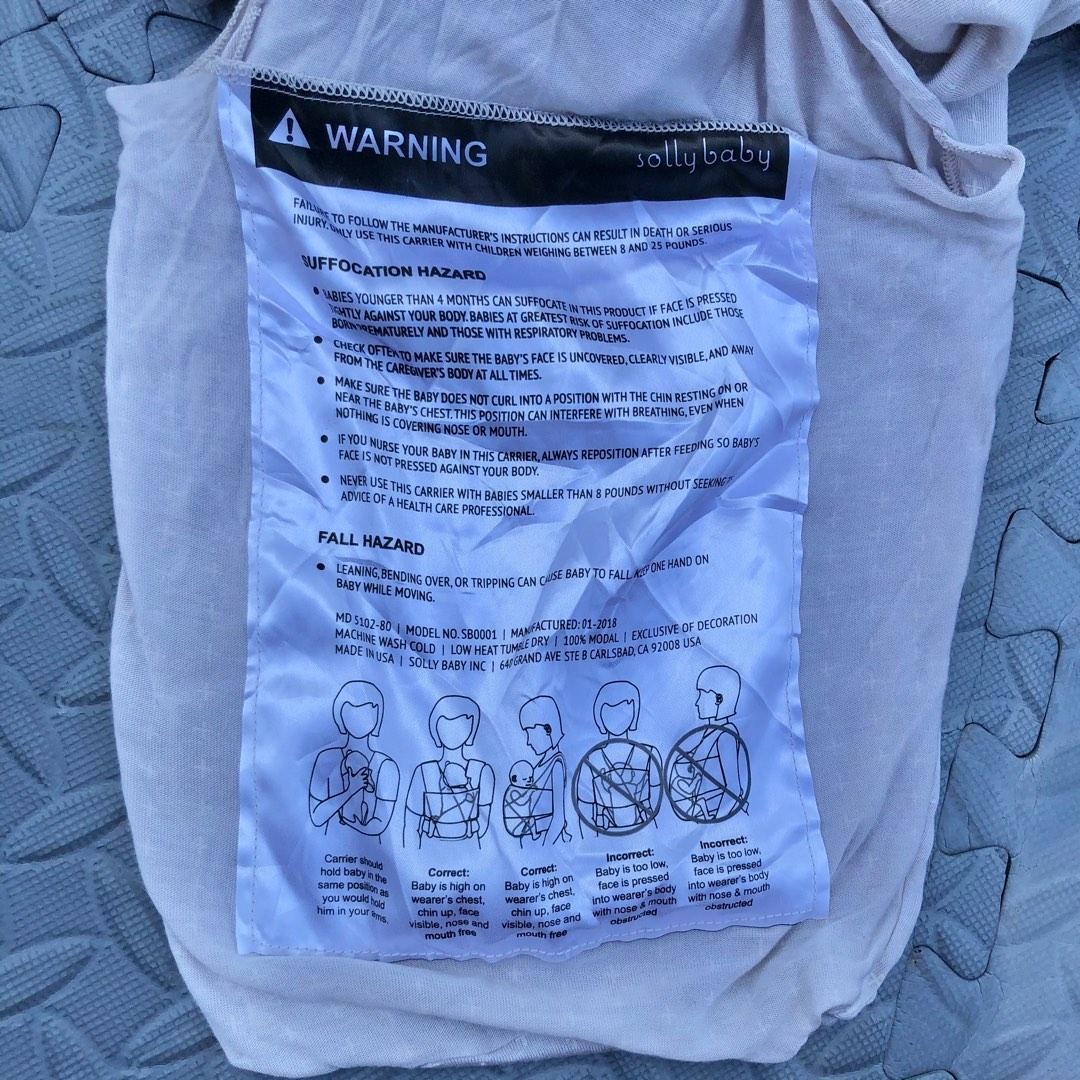 WARNING
solly baby
FAILURE TO FOLLOW THE MANUFACTURER'S INSTRUCTIONS CAN RESULT IN DEATH OR SERIOUS
INJURY. ONLY USE THIS CARRIER WITH CHILDREN WEIGHING BETWEEN 8 AND 25 POUNDS.
SUFFOCATION HAZARD
• BABIES YOUNGER THAN 4 MONTHS CAN SUFFOCATE IN THIS PRODUCT IF FACE IS PRESSED
TIGHTLY AGAINST YOUR BODY. BABIES AT GREATEST RISK OF SUFFOCATION INCLUDE THOSE
BORN PREMATURELY AND THOSE WITH RESPIRATORY PROBLEMS.
• CHECK OFTEN TO MAKE SURE THE BABY'S FACE IS UNCOVERED, CLEARLY VISIBLE, AND AWAY
FROM THE CAREGIVER'S BODY AT ALL TIMES.
• MAKE SURE THE BABY DOES NOT CURL INTO A POSITION WITH THE CHIN RESTING ON OR
NEAR THE BABY'S CHEST. THIS POSITION CAN INTERFERE WITH BREATHING, EVEN WHEN
NOTHING IS COVERING NOSE OR MOUTH.
• IF YOU NURSE YOUR BABY IN THIS CARRIER, ALWAYS REPOSITION AFTER FEEDING SO BABY'S
FACE IS NOT PRESSED AGAINST YOUR BODY.
• NEVER USE THIS CARRIER WITH BABIES SMALLER THAN 8 POUNDS WITHOUT SEEKING
ADVICE OF A HEALTH CARE PROFESSIONAL.
FALL HAZARD
• LEANING, BENDING OVER, OR TRIPPING CAN CAUSE BABY TO FALL. KEEP ONE HAND ON
BABY WHILE MOVING.
MD 5102-80 | MODEL NO. SB0001 | MANUFACTURED: 01-2018
MACHINE WASH COLD | LOW HEAT TUMBLE DRY | 100% MODAL | EXCLUSIVE OF DECORATION
MADE IN USA | SOLLY BABY INC | GRAND AVE STE B CARLSBAD, CA 92008 USA
Carrier should
hold baby in the
same position as
you would hold
him in your arms.
Correct:
Baby is high on
wearer's chest,
chin up, face
visible, nose and
mouth free
Correct:
Baby is high on
wearer's chest,
chin up, face
visible, nose and
mouth free
Incorrect:
Baby is too low,
face is pressed
into wearer's body
with nose & mouth
obstructed
Incorrect:
Baby is too low,
face is pressed
into wearer's body
with nose & mouth
obstructed